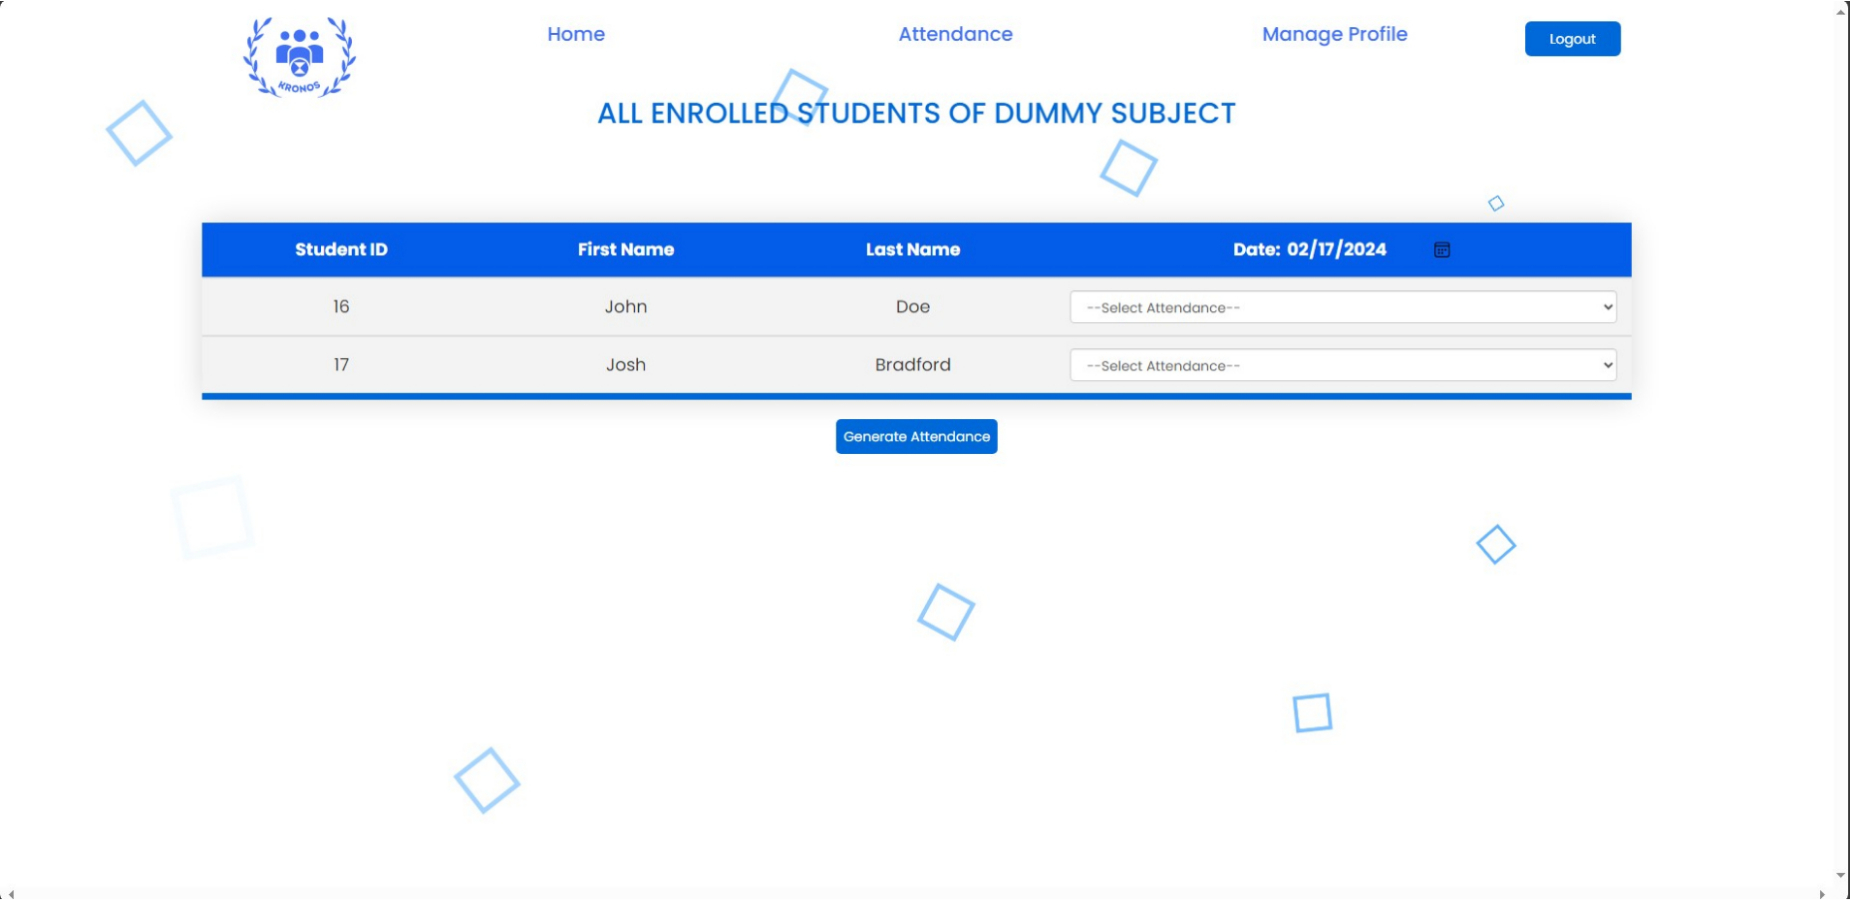 Home Attendance Manage Profile Logout
KRONOS
ALL ENROLLED STUDENTS OF DUMMY SUBJECT
Student ID First Name Last Name Date: 02/17/2024
16 John Doe --Select Attendance--
17 Josh Bradford --Select Attendance--
Generate Attendance